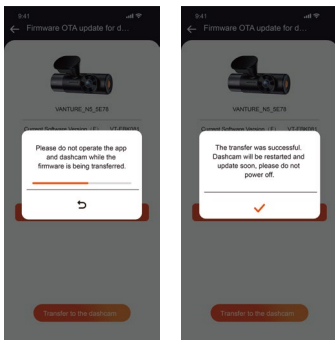 9:41
Firmware OTA update for d...
VANTURE_N5_5E78
Current Software Version（F）
Please do not operate the app
and dashcam while the
firmware is being transferred.
Transfer to the dashcam
9:41
Firmware OTA update for d...
VANTURE_N5_5E78
Current Software Version（F）
The transfer was successful.
Dashcam will be restarted and
update soon, please do not
power off.
Transfer to the dashcam